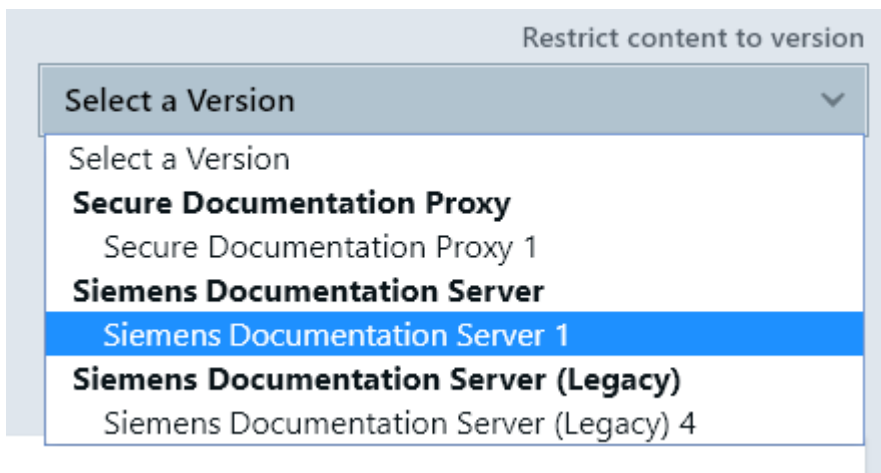 Restrict content to version
Select a Version
Select a Version
Secure Documentation Proxy
Secure Documentation Proxy 1
Siemens Documentation Server
Siemens Documentation Server 1
Siemens Documentation Server (Legacy)
Siemens Documentation Server (Legacy) 4